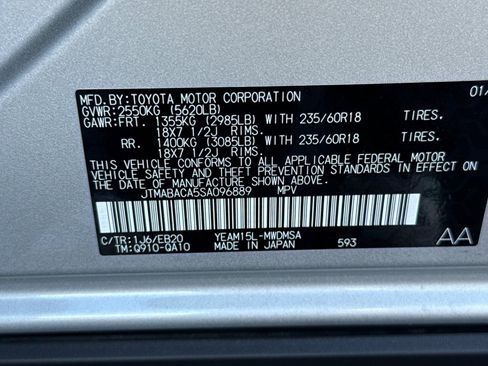 MFD.BY:TOYOTA MOTOR CORPORATION 01/
GVWR:2550KG (5620LB)
GAWR:FRT. 1355KG (2985LB) WITH 235/60R18 TIRES.
18X7 1/2J RIMS.
RR. 1400KG (3085LB) WITH 235/60R18 TIRES.
18X7 1/2J RIMS.
THIS VEHICLE CONFORMS TO ALL APPLICABLE FEDERAL MOTOR
VEHICLE SAFETY AND THEFT PREVENTION STANDARDS IN EFFECT ON
THE DATE OF MANUFACTURE SHOWN ABOVE.
JTMABACA5SA096889 MPV
C/TR:1J6/EB20 YEAM15L-MWDMSA
TM:Q910-QA10 MADE IN JAPAN 593 AA